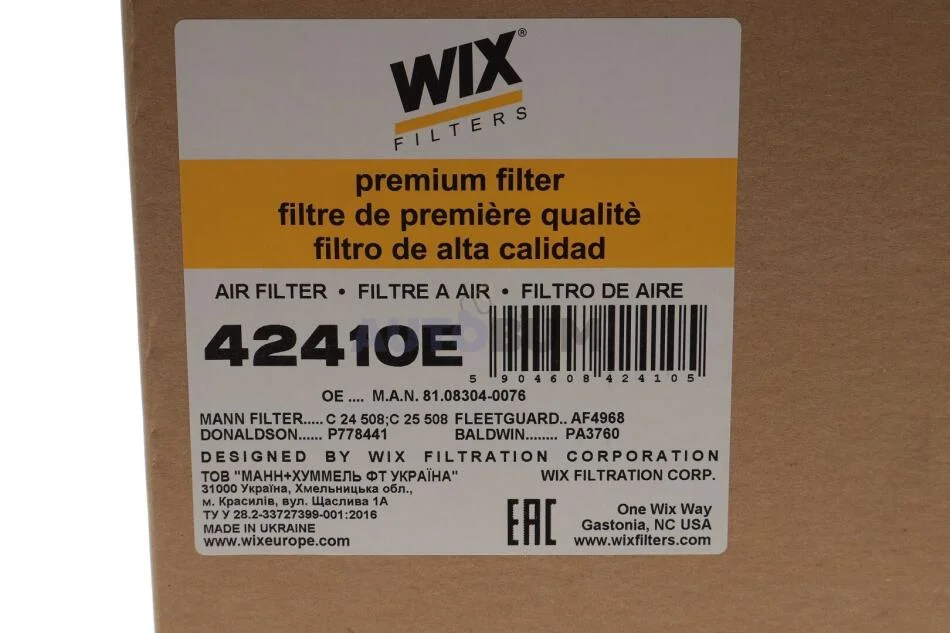 WIX®
FILTERS
premium filter
filtre de première qualitè
filtro de alta calidad
AIR FILTER • FILTRE A AIR • FILTRO DE AIRE
42410E
AUTOBUM
5 904608 424105
OE .... M.A.N. 81.08304-0076
MANN FILTER.... C 24 508;C 25 508 FLEETGUARD.. AF4968
DONALDSON...... P778441 BALDWIN........ PA3760
DESIGNED BY WIX FILTRATION CORPORATION
ТОВ "МАНН+ХУММЕЛЬ ФТ УКРАЇНА" WIX FILTRATION CORP.
31000 Україна, Хмельницька обл.,
м. Красилів, вул. Щаслива 1А
ТУ У 28.2-33727399-001:2016
MADE IN UKRAINE
www.wixeurope.com
EAC
One Wix Way
Gastonia, NC USA
www.wixfilters.com